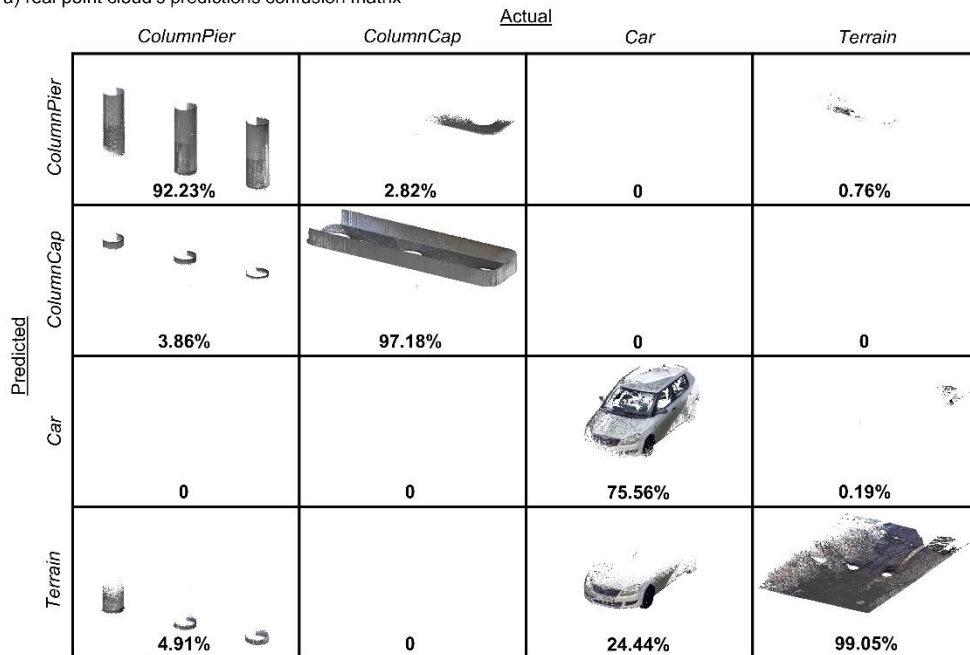 a) real point cloud's predictions confusion matrix
Actual
ColumnPier ColumnCap Car Terrain
Predicted
ColumnPier
92.23% 2.82% 0 0.76%
ColumnCap
3.86% 97.18% 0 0
Car
0 0 75.56% 0.19%
Terrain
4.91% 0 24.44% 99.05%